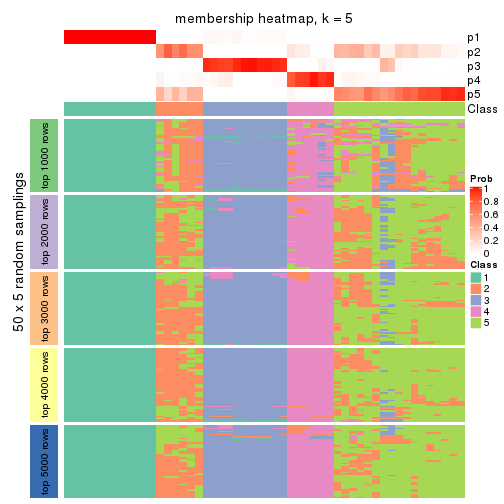 membership heatmap, k = 5
p1
p2
p3
p4
p5
Class
50 x 5 random samplings
top 1000 rows
top 2000 rows
top 3000 rows
top 4000 rows
top 5000 rows
Prob
1
0.8
0.6
0.4
0.2
0
Class
1
2
3
4
5